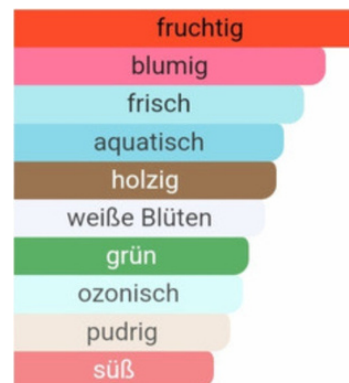 fruchtig
blumig
frisch
aquatisch
holzig
weiße Blüten
grün
ozonisch
pudrig
süß